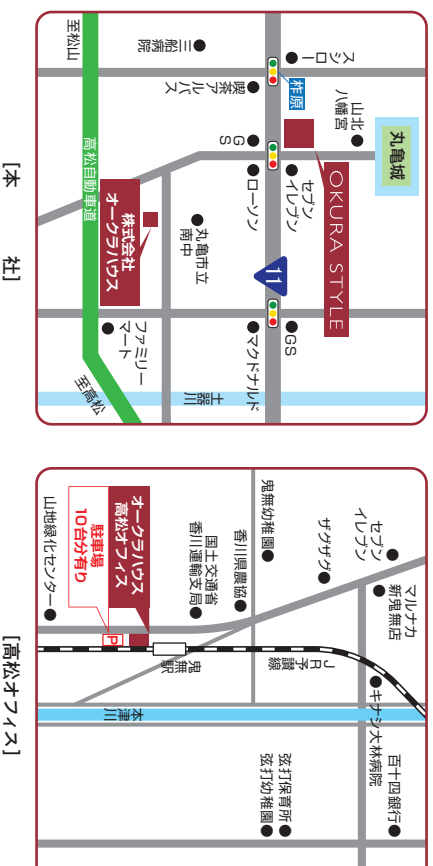 丸亀城
山北
八幡宮
OKURA STYLE
スシロー
柞原
セブン
イレブン
11
GS
三船病院
喫茶アル
パス
GS
ローソン
マクドナルド
丸亀市立
南中
土器
川
至松山
高松自動車道
株式会社
オークラハウス
ファミリー
マート
至高松
[本 社]
マルナカ
新鬼無店
セブン
イレブン
ザグザグ
キナシ大林病院
百十四銀行
鬼無幼稚園
香川県農協
JR予讃線
弦打保育所
弦打幼稚園
国土交通省
香川運輸支局
鬼無
駅
本津
川
オークラハウス
高松オフィス
駐車場
10台分有り
P
山地緑化センター
[高松オフィス]